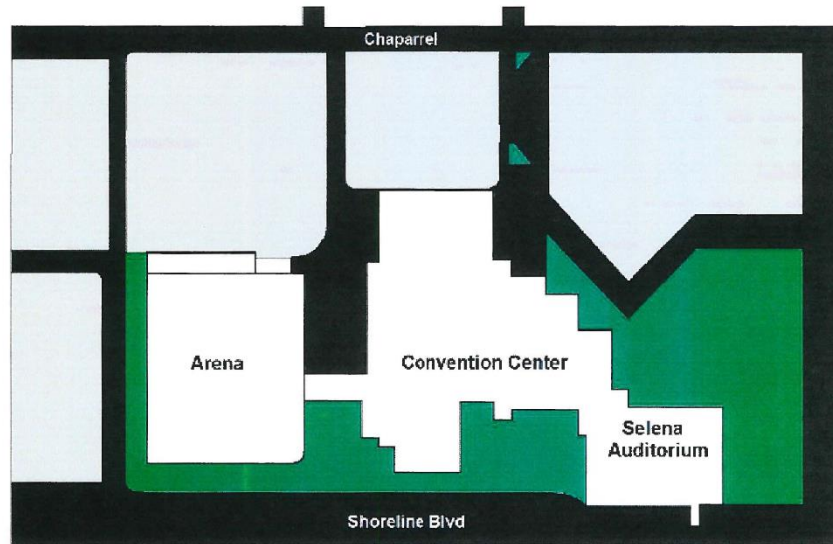 Chaparrel
Arena
Convention Center
Selena
Auditorium
Shoreline Blvd